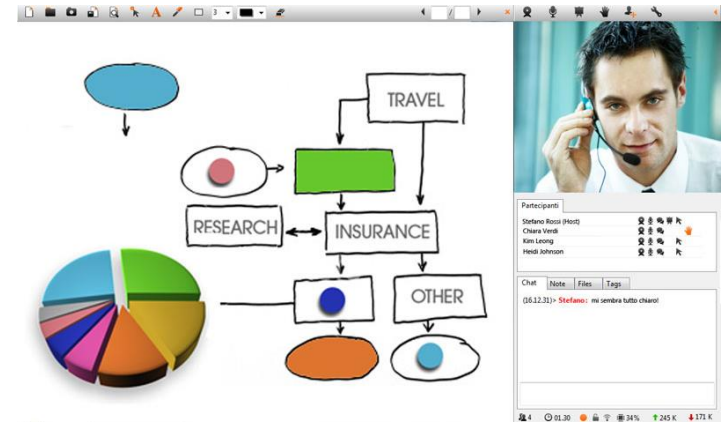 A
3
/
TRAVEL
RESEARCH
INSURANCE
OTHER
Partecipanti
Stefano Rossi (Host)
Chiara Verdi
Kim Leong
Heidi Johnson
Chat Note Files Tags
(16.12.31)> Stefano: mi sembra tutto chiaro!
4 01.30 34% 245 K 171 K